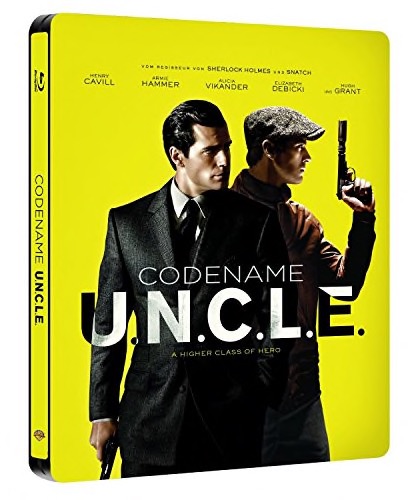 VOM REGISSEUR VON SHERLOCK HOLMES UND SNATCH
HENRY CAVILL
ARMIE HAMMER
ALICIA VIKANDER
ELIZABETH DEBICKI
UND HUGH GRANT
CODENAME
U.N.C.L.E.
A HIGHER CLASS OF HERO
CODENAME U.N.C.L.E.